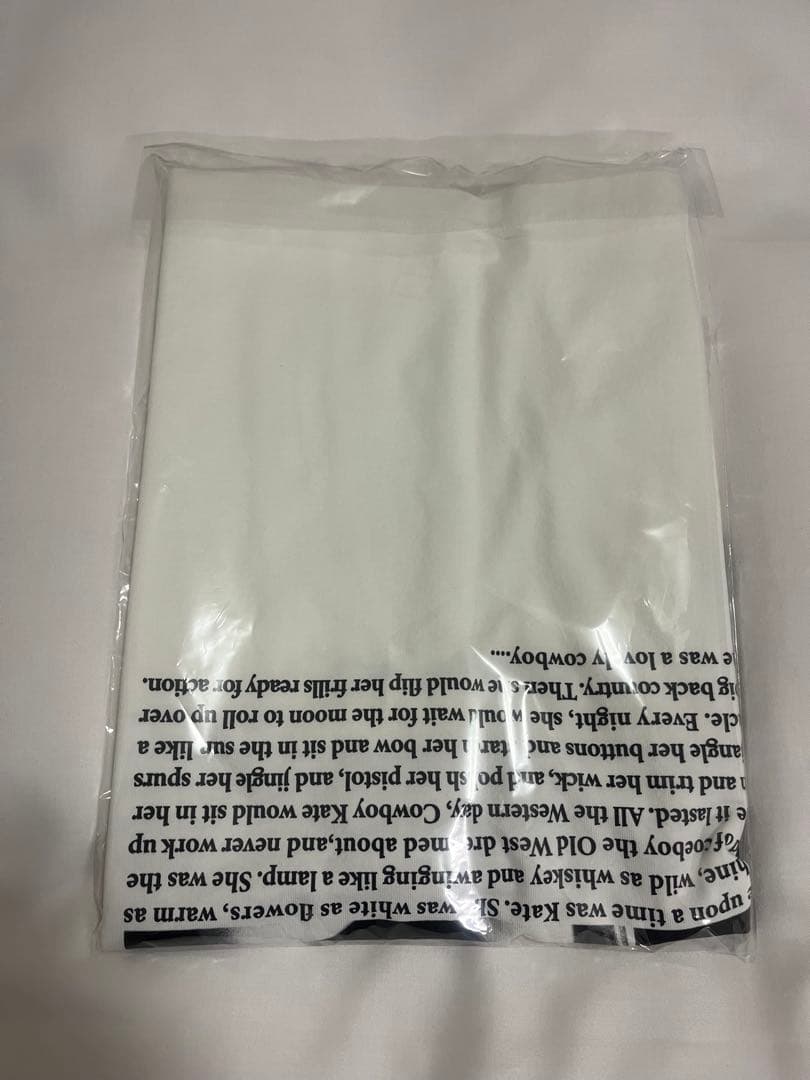 upon a time was Kate. was white as flowers, warm as
hine, wild as whiskey and awinging like a lamp. She was the
the Old West about,and never work up
e it lasted. All the Western day, Cowboy Kate would sit in her
and trim her wick, and polish her pistol, and jingle her spurs
angle her buttons and her bow and sit in the sun like a
cle. Every night, she would wait for the moon to roll up over
ig back country. Then she would flip her frills ready for action.
e was a lovely cowboy....